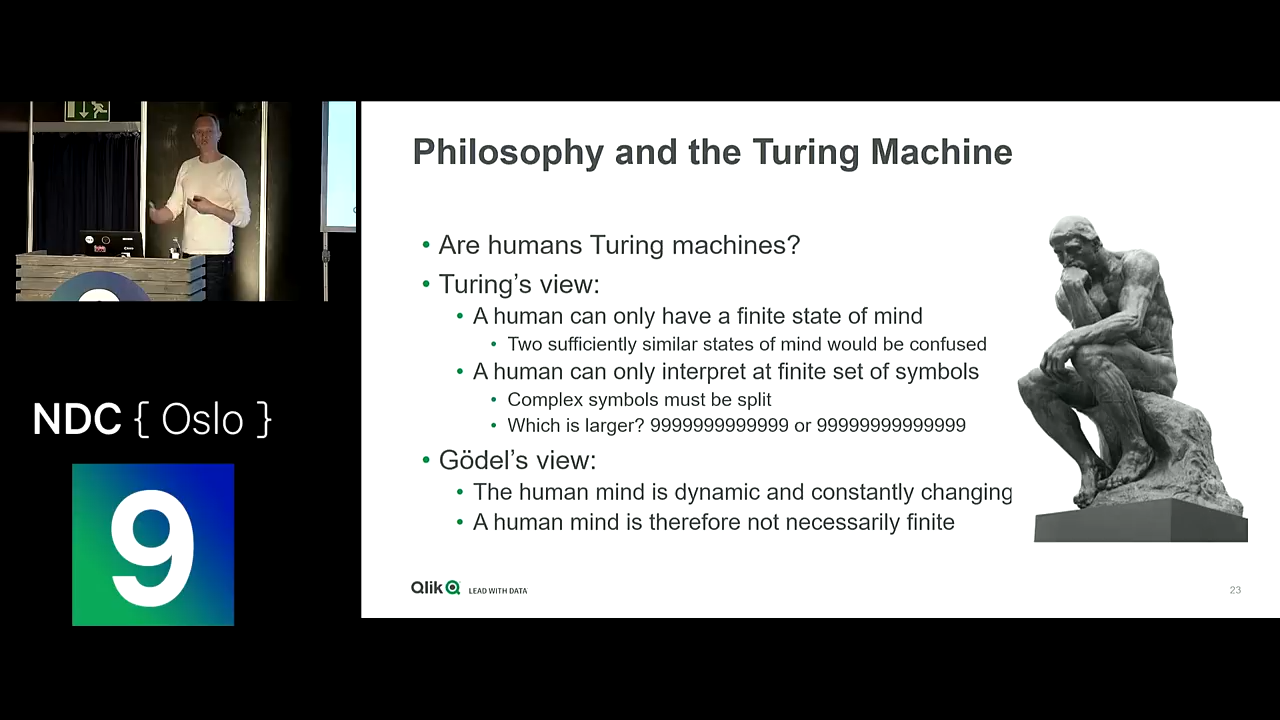 Philosophy and the Turing Machine
• Are humans Turing machines?
• Turing’s view:
• A human can only have a finite state of mind
• Two sufficiently similar states of mind would be confused
• A human can only interpret at finite set of symbols
• Complex symbols must be split
• Which is larger? 9999999999999 or 99999999999999
• Gödel’s view:
• The human mind is dynamic and constantly changing
• A human mind is therefore not necessarily finite
Qlik LEAD WITH DATA
23
NDC { Oslo }
9